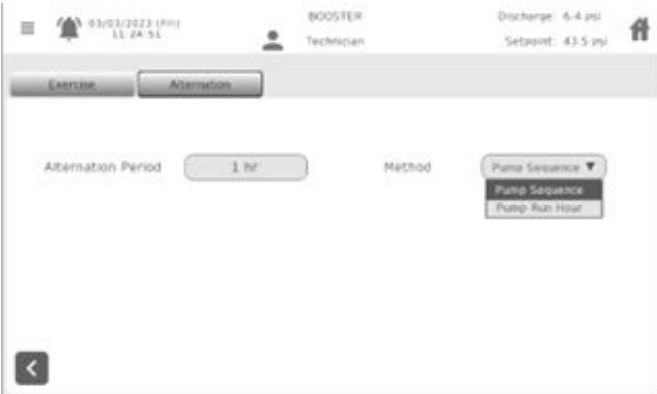 03/03/2023 (Fri)
11:24:51
BOOSTER
Technician
Discharge: 6.4 psi
Setpoint: 43.5 psi
Exercise
Alternation
Alternation Period
1 hr
Method
Pump Sequence ▼
Pump Sequence
Pump Run Hour